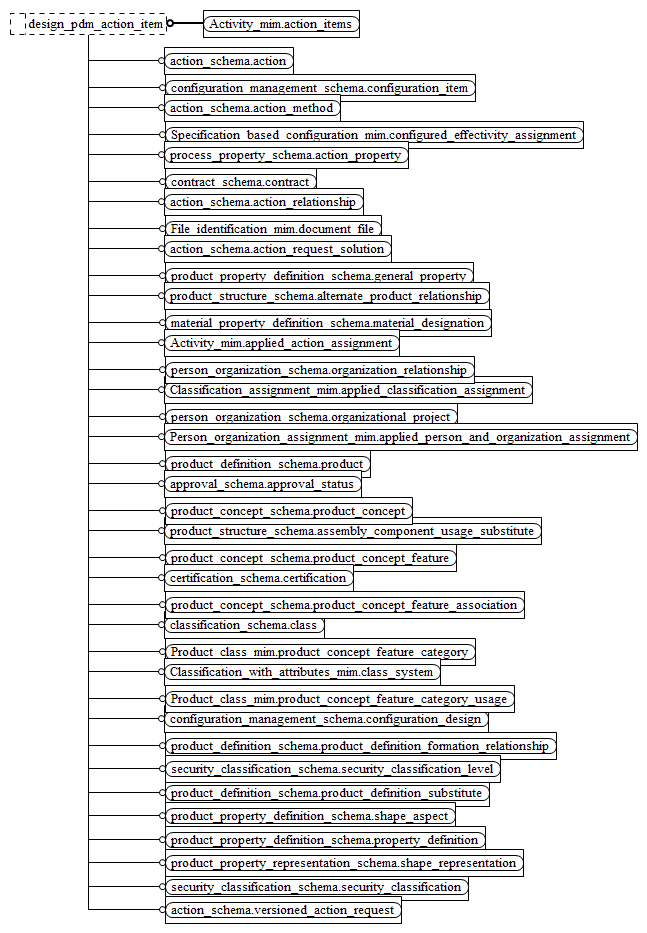 design_pdm_action_item
Activity_mim.action_items
action_schema.action
configuration_management_schema.configuration_item
action_schema.action_method
Specification_based_configuration_mim.configured_effectivity_assignment
process_property_schema.action_property
contract_schema.contract
action_schema.action_relationship
File_identification_mim.document_file
action_schema.action_request_solution
product_property_definition_schema.general_property
product_structure_schema.alternate_product_relationship
material_property_definition_schema.material_designation
Activity_mim.applied_action_assignment
person_organization_schema.organization_relationship
Classification_assignment_mim.applied_classification_assignment
person_organization_schema.organizational_project
Person_organization_assignment_mim.applied_person_and_organization_assignment
product_definition_schema.product
approval_schema.approval_status
product_concept_schema.product_concept
product_structure_schema.assembly_component_usage_substitute
product_concept_schema.product_concept_feature
certification_schema.certification
product_concept_schema.product_concept_feature_association
classification_schema.class
Product_class_mim.product_concept_feature_category
Classification_with_attributes_mim.class_system
Product_class_mim.product_concept_feature_category_usage
configuration_management_schema.configuration_design
product_definition_schema.product_definition_formation_relationship
security_classification_schema.security_classification_level
product_definition_schema.product_definition_substitute
product_property_definition_schema.shape_aspect
product_property_definition_schema.property_definition
product_property_representation_schema.shape_representation
security_classification_schema.security_classification
action_schema.versioned_action_request